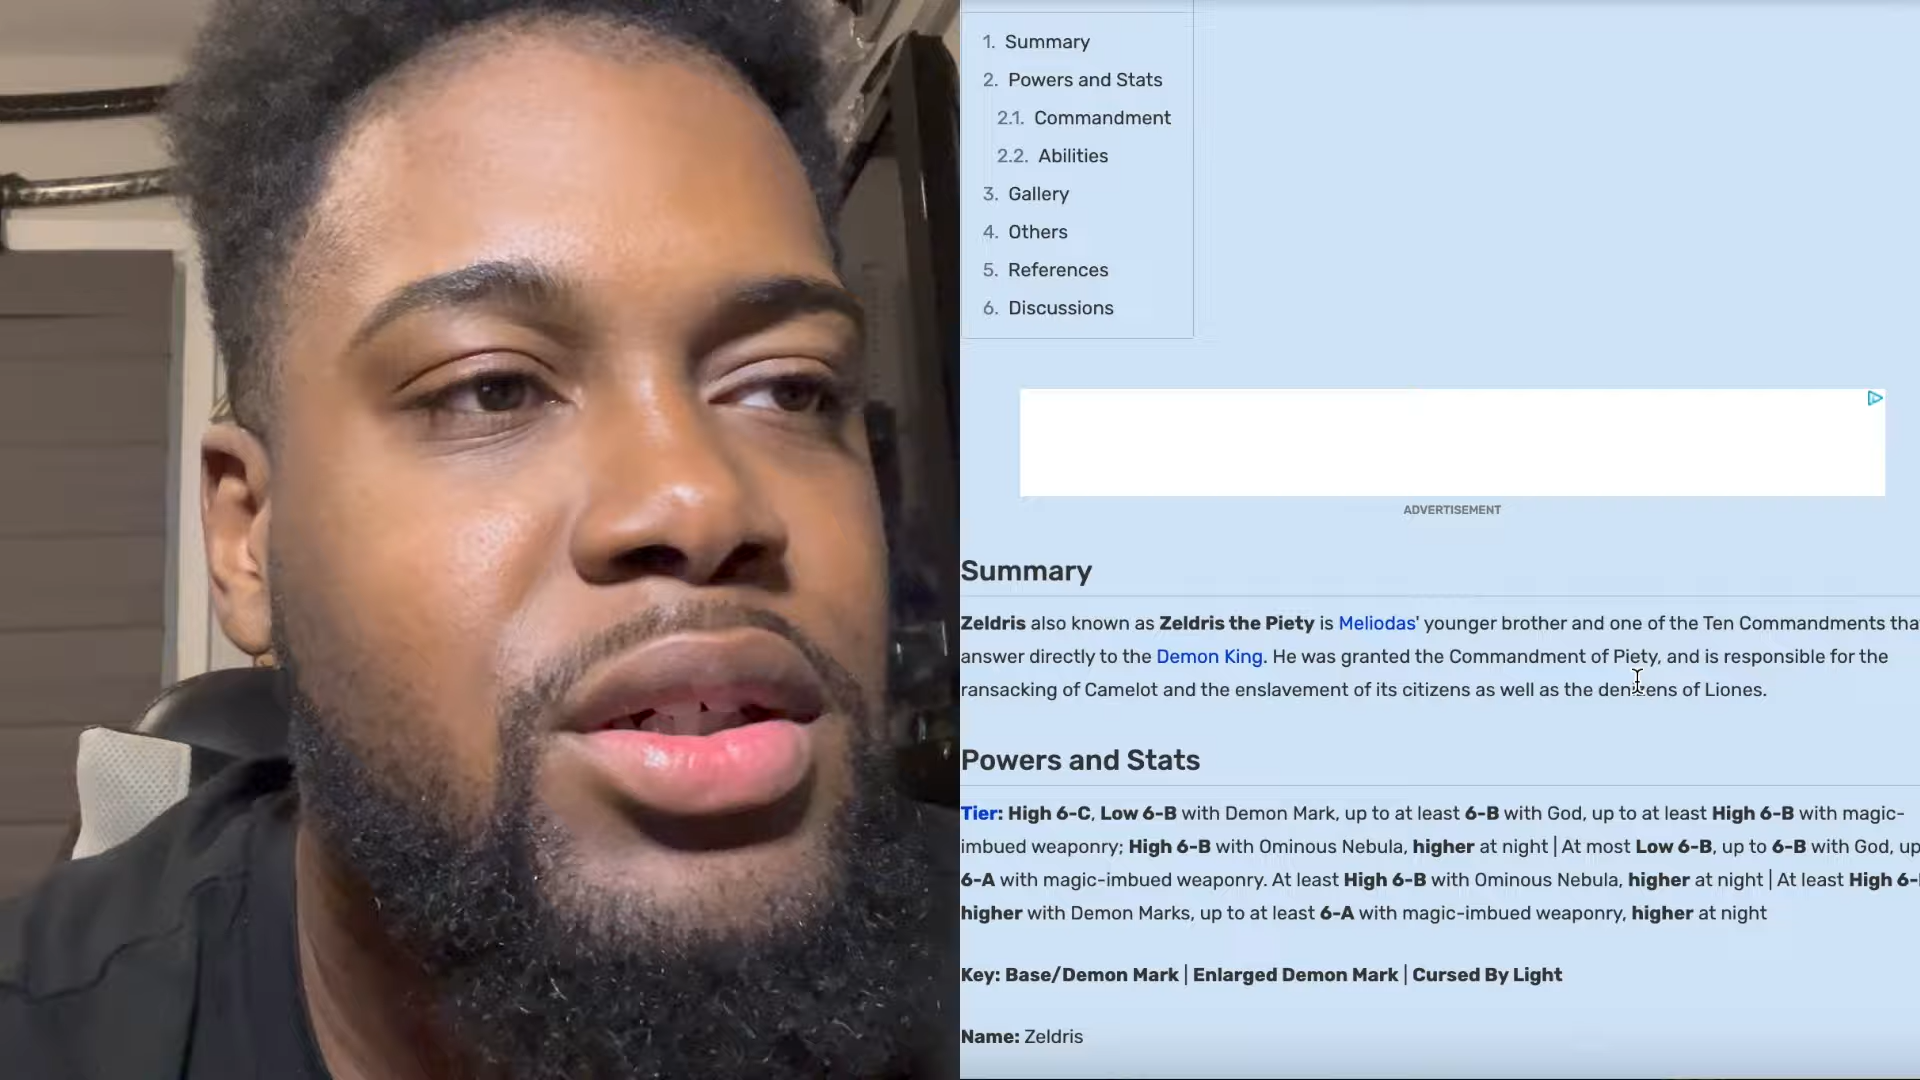 1. Summary
2. Powers and Stats
2.1. Commandment
2.2. Abilities
3. Gallery
4. Others
5. References
6. Discussions
ADVERTISEMENT
Summary
Zeldris also known as Zeldris the Piety is Meliodas' younger brother and one of the Ten Commandments tha
answer directly to the Demon King. He was granted the Commandment of Piety, and is responsible for the
ransacking of Camelot and the enslavement of its citizens as well as the denizens of Liones.
Powers and Stats
Tier: High 6-C, Low 6-B with Demon Mark, up to at least 6-B with God, up to at least High 6-B with magic-
imbued weaponry; High 6-B with Ominous Nebula, higher at night | At most Low 6-B, up to 6-B with God, up
6-A with magic-imbued weaponry. At least High 6-B with Ominous Nebula, higher at night | At least High 6-
higher with Demon Marks, up to at least 6-A with magic-imbued weaponry, higher at night
Key: Base/Demon Mark | Enlarged Demon Mark | Cursed By Light
Name: Zeldris